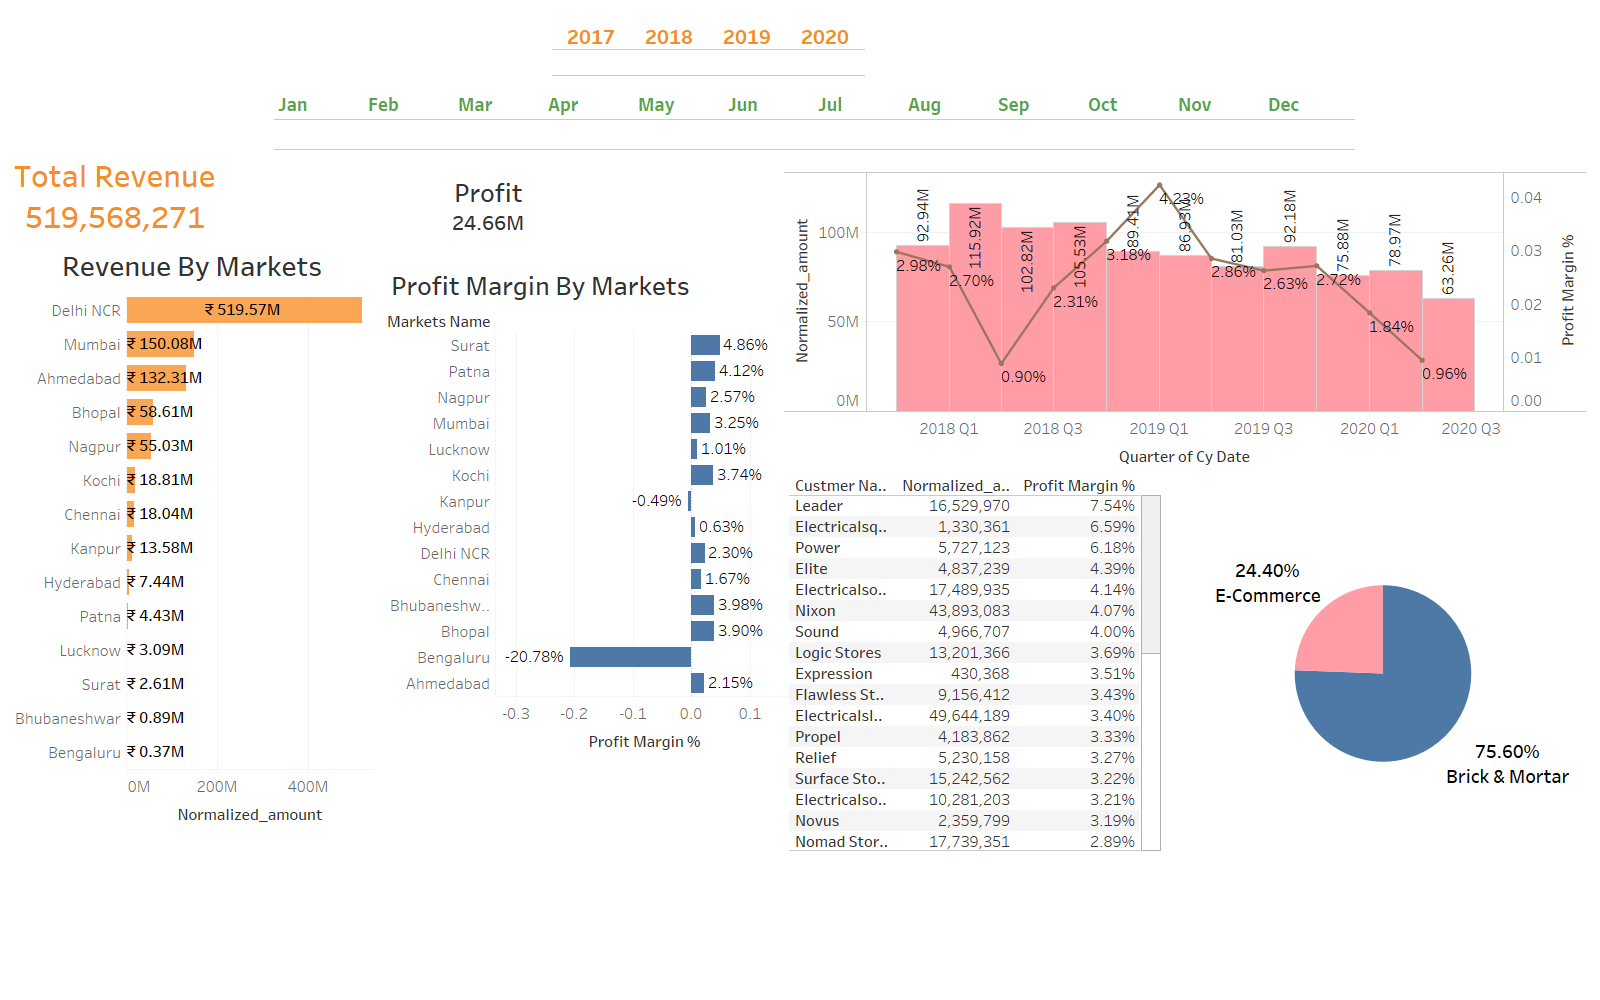 2017 2018 2019 2020
Jan Feb Mar Apr May Jun Jul Aug Sep Oct Nov Dec
Total Revenue
519,568,271
Profit
24.66M
Revenue By Markets
Delhi NCR ₹ 519.57M
Mumbai ₹ 150.08M
Ahmedabad ₹ 132.31M
Bhopal ₹ 58.61M
Nagpur ₹ 55.03M
Kochi ₹ 18.81M
Chennai ₹ 18.04M
Kanpur ₹ 13.58M
Hyderabad ₹ 7.44M
Patna ₹ 4.43M
Lucknow ₹ 3.09M
Surat ₹ 2.61M
Bhubaneshwar ₹ 0.89M
Bengaluru ₹ 0.37M
0M 200M 400M
Normalized_amount
Profit Margin By Markets
Markets Name
Surat 4.86%
Patna 4.12%
Nagpur 2.57%
Mumbai 3.25%
Lucknow 1.01%
Kochi 3.74%
Kanpur -0.49%
Hyderabad 0.63%
Delhi NCR 2.30%
Chennai 1.67%
Bhubaneshw.. 3.98%
Bhopal 3.90%
Bengaluru -20.78%
Ahmedabad 2.15%
-0.3 -0.2 -0.1 0.0 0.1
Profit Margin %
Normalized_amount
100M
50M
0M
92.94M 115.92M 102.82M 105.53M 89.41M 86.93M 81.03M 92.18M 75.88M 78.97M 63.26M
2.98% 2.70% 0.90% 2.31% 3.18% 4.23% 2.86% 2.63% 2.72% 1.84% 0.96%
0.04
0.03
0.02
0.01
0.00
Profit Margin %
2018 Q1 2018 Q3 2019 Q1 2019 Q3 2020 Q1 2020 Q3
Quarter of Cy Date
Custmer Na.. Normalized_a.. Profit Margin %
Leader 16,529,970 7.54%
Electricalsq.. 1,330,361 6.59%
Power 5,727,123 6.18%
Elite 4,837,239 4.39%
Electricalso.. 17,489,935 4.14%
Nixon 43,893,083 4.07%
Sound 4,966,707 4.00%
Logic Stores 13,201,366 3.69%
Expression 430,368 3.51%
Flawless St.. 9,156,412 3.43%
Electricalsl.. 49,644,189 3.40%
Propel 4,183,862 3.33%
Relief 5,230,158 3.27%
Surface Sto.. 15,242,562 3.22%
Electricalso.. 10,281,203 3.21%
Novus 2,359,799 3.19%
Nomad Stor.. 17,739,351 2.89%
24.40%
E-Commerce
75.60%
Brick & Mortar